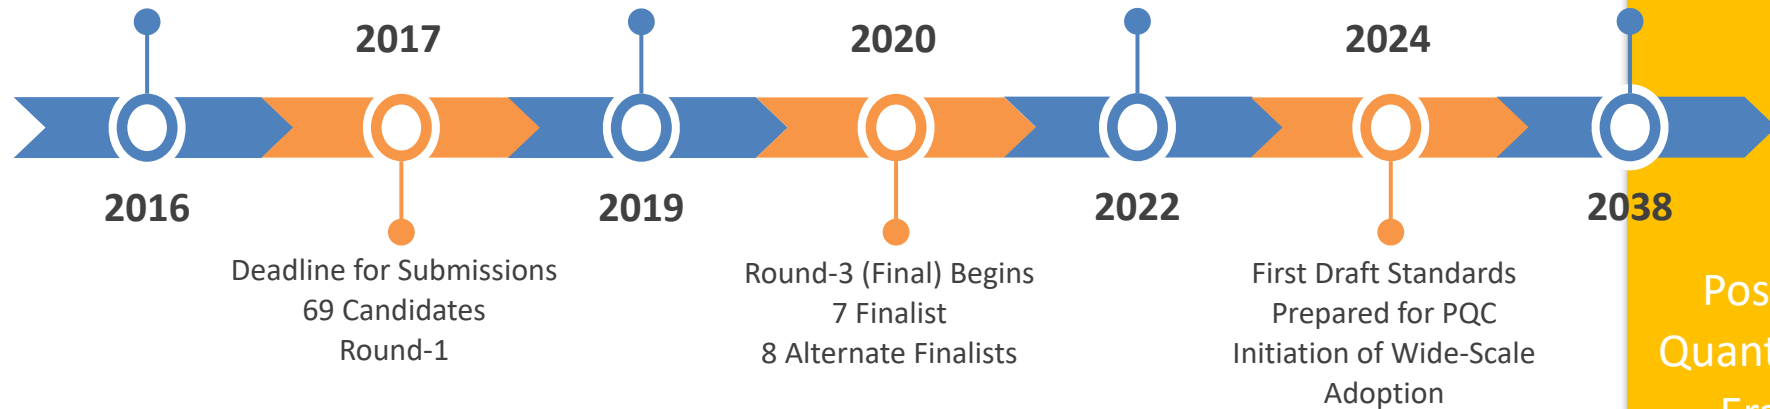 2017
2020
2024
2016
2019
2022
2038
Deadline for Submissions
69 Candidates
Round-1
Round-3 (Final) Begins
7 Finalist
8 Alternate Finalists
First Draft Standards
Prepared for PQC
Initiation of Wide-Scale
Adoption